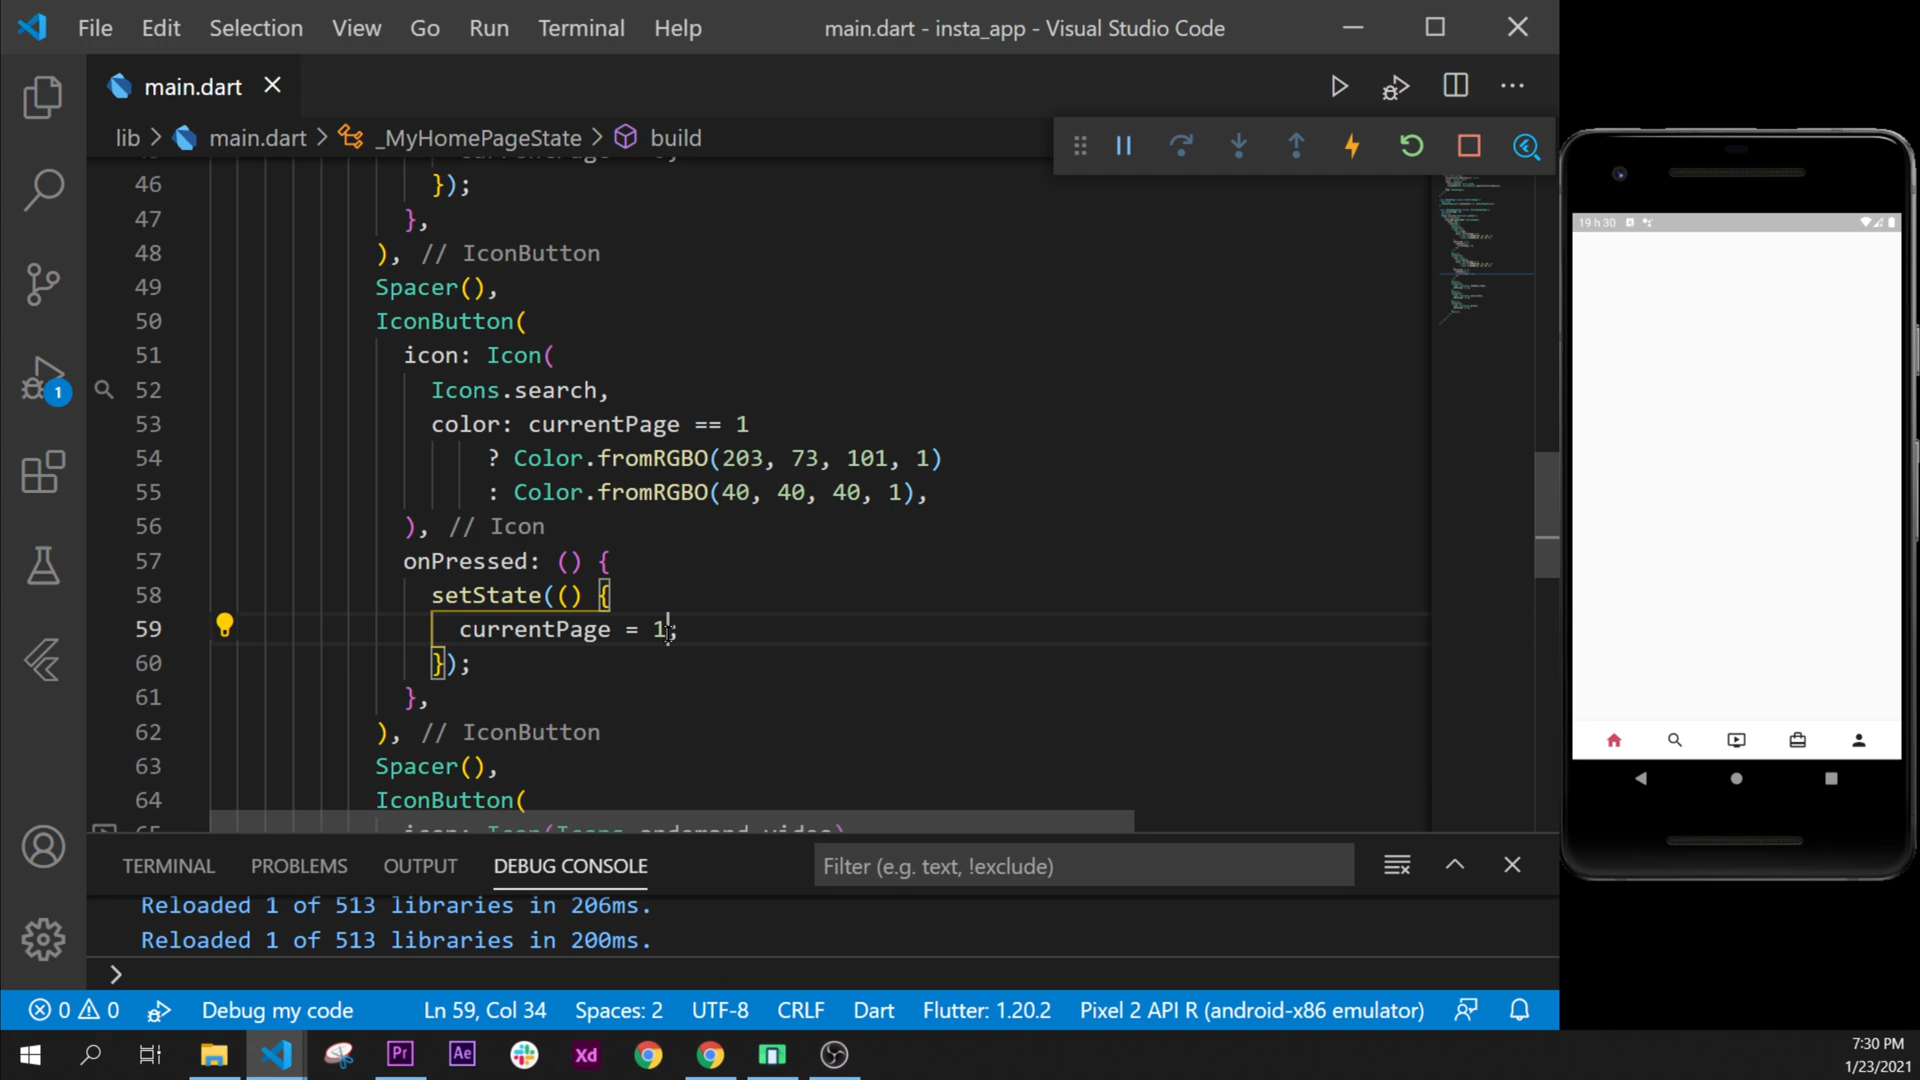 File Edit Selection View Go Run Terminal Help
main.dart - insta_app - Visual Studio Code
main.dart
lib > main.dart > _MyHomePageState > build
46 });
47 },
48 ), // IconButton
49 Spacer(),
50 IconButton(
51 icon: Icon(
52 Icons.search,
53 color: currentPage == 1
54 ? Color.fromRGBO(203, 73, 101, 1)
55 : Color.fromRGBO(40, 40, 40, 1),
56 ), // Icon
57 onPressed: () {
58 setState(() {
59 currentPage = 1;
60 });
61 },
62 ), // IconButton
63 Spacer(),
64 IconButton(
19 h 30
1
TERMINAL PROBLEMS OUTPUT DEBUG CONSOLE
Filter (e.g. text, !exclude)
Reloaded 1 of 513 libraries in 206ms.
Reloaded 1 of 513 libraries in 200ms.
>
0 0 Debug my code Ln 59, Col 34 Spaces: 2 UTF-8 CRLF Dart Flutter: 1.20.2 Pixel 2 API R (android-x86 emulator)
Pr Ae Xd
7:30 PM
1/23/2021